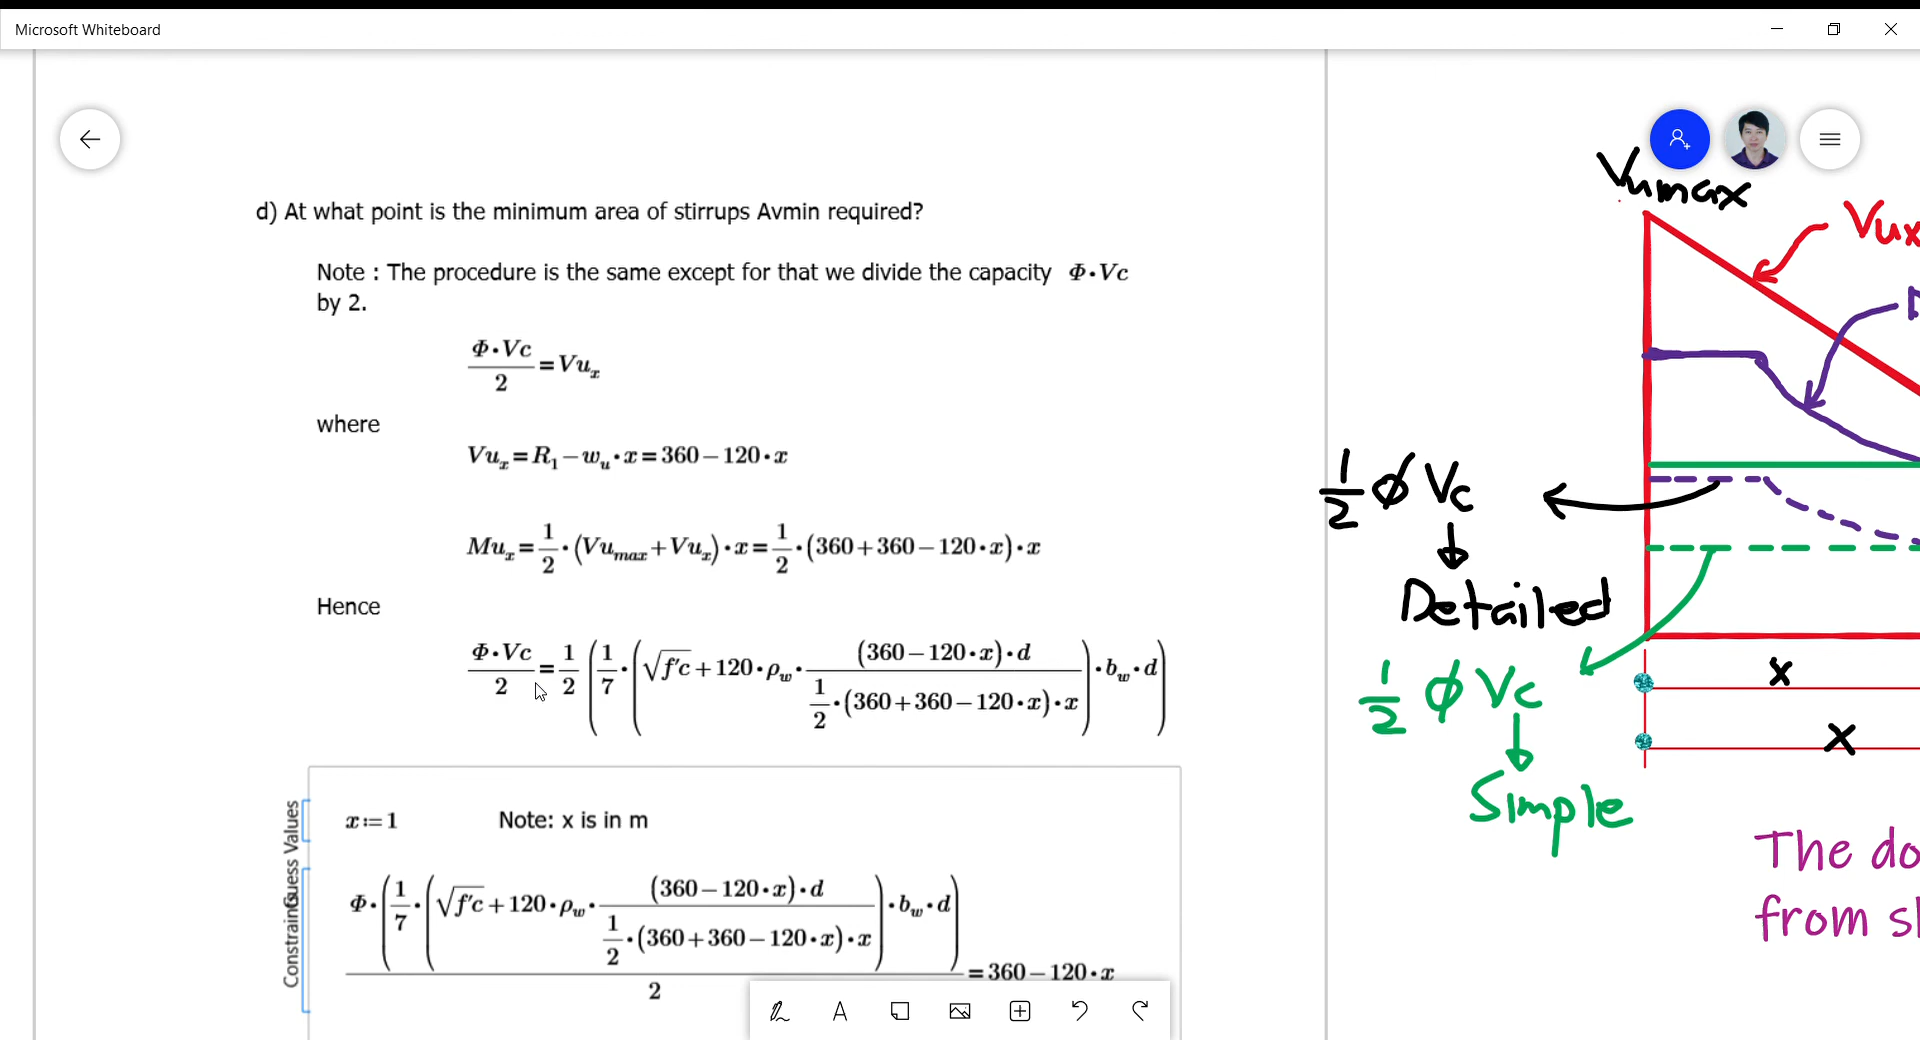 Microsoft Whiteboard
d) At what point is the minimum area of stirrups Avmin required?
Note : The procedure is the same except for that we divide the capacity Φ·Vc
by 2.
Φ·Vc/2 = Vu_x
where
Vu_x = R_1 − w_u·x = 360 − 120·x
Mu_x = 1/2·(Vu_max + Vu_x)·x = 1/2·(360 + 360 − 120·x)·x
Hence
Φ·Vc/2 = 1/2 (1/7·(√f'c + 120·ρ_w·(360 − 120·x)·d / (1/2·(360 + 360 − 120·x)·x))·b_w·d)
Guess Values
x := 1 Note: x is in m
Constraints
Φ·(1/7·(√f'c + 120·ρ_w·(360 − 120·x)·d / (1/2·(360 + 360 − 120·x)·x))·b_w·d) / 2 = 360 − 120·x
Vumax
Vux
1/2 ϕ Vc
Detailed
1/2 ϕ Vc
Simple
x
x
The do
from s